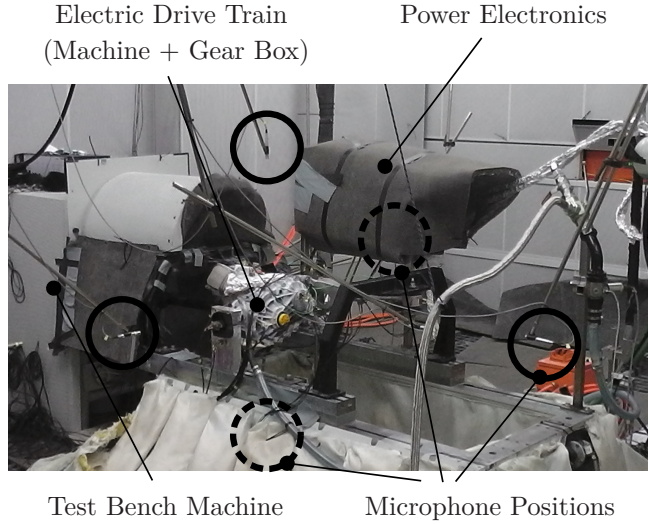 Electric Drive Train
(Machine + Gear Box)
Power Electronics
Test Bench Machine
Microphone Positions